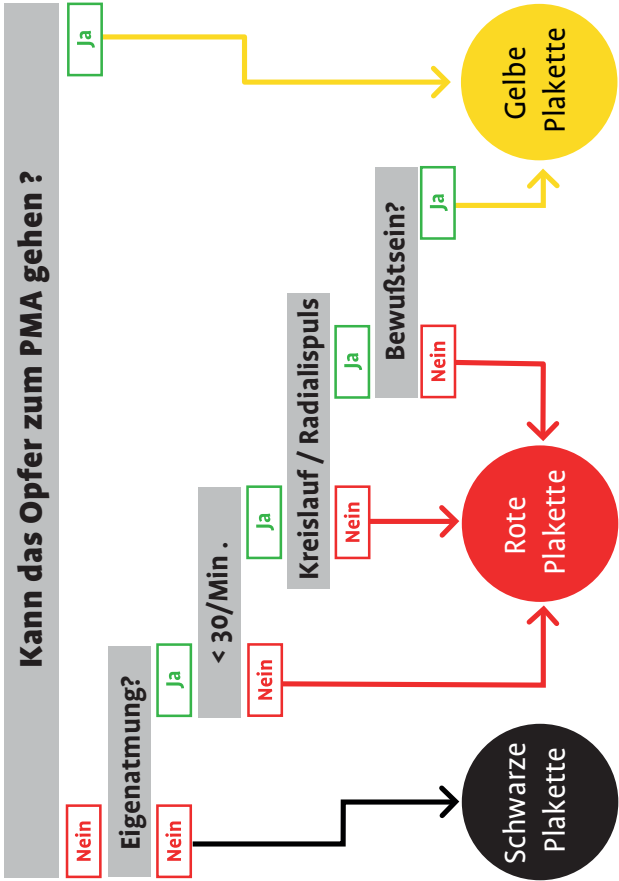 Kann das Opfer zum PMA gehen ?
Nein
Ja
Eigenatmung?
Nein
Ja
< 30/Min .
Nein
Ja
Kreislauf / Radialispuls
Nein
Ja
Bewußtsein?
Nein
Ja
Schwarze
Plakette
Rote
Plakette
Gelbe
Plakette